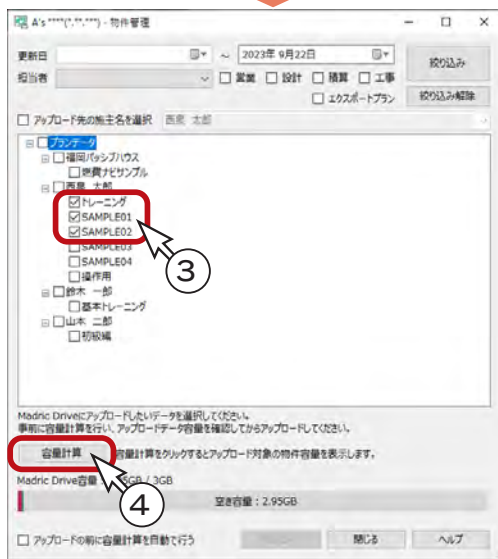 A's ****(*.**.***) - 物件管理
更新日 ～ 2023年 9月22日 絞り込み
担当者 営業 設計 積算 工事
エクスポートプラン 絞り込み解除
アップロード先の施主名を選択 西泉 太郎
プランデータ
福岡パッシブハウス
燃費ナビサンプル
西泉 太郎
トレーニング
SAMPLE01
SAMPLE02
SAMPLE03
SAMPLE04
操作用
鈴木 一郎
基本トレーニング
山本 二郎
初級編
③
Madric Driveにアップロードしたいデータを選択してください。
事前に容量計算を行い、アップロードデータ容量を確認してからアップロードしてください。
容量計算 容量計算をクリックするとアップロード対象の物件容量を表示します。
Madric Drive容量 5GB / 3GB
④
空き容量 : 2.95GB
アップロードの前に容量計算を自動で行う 閉じる ヘルプ